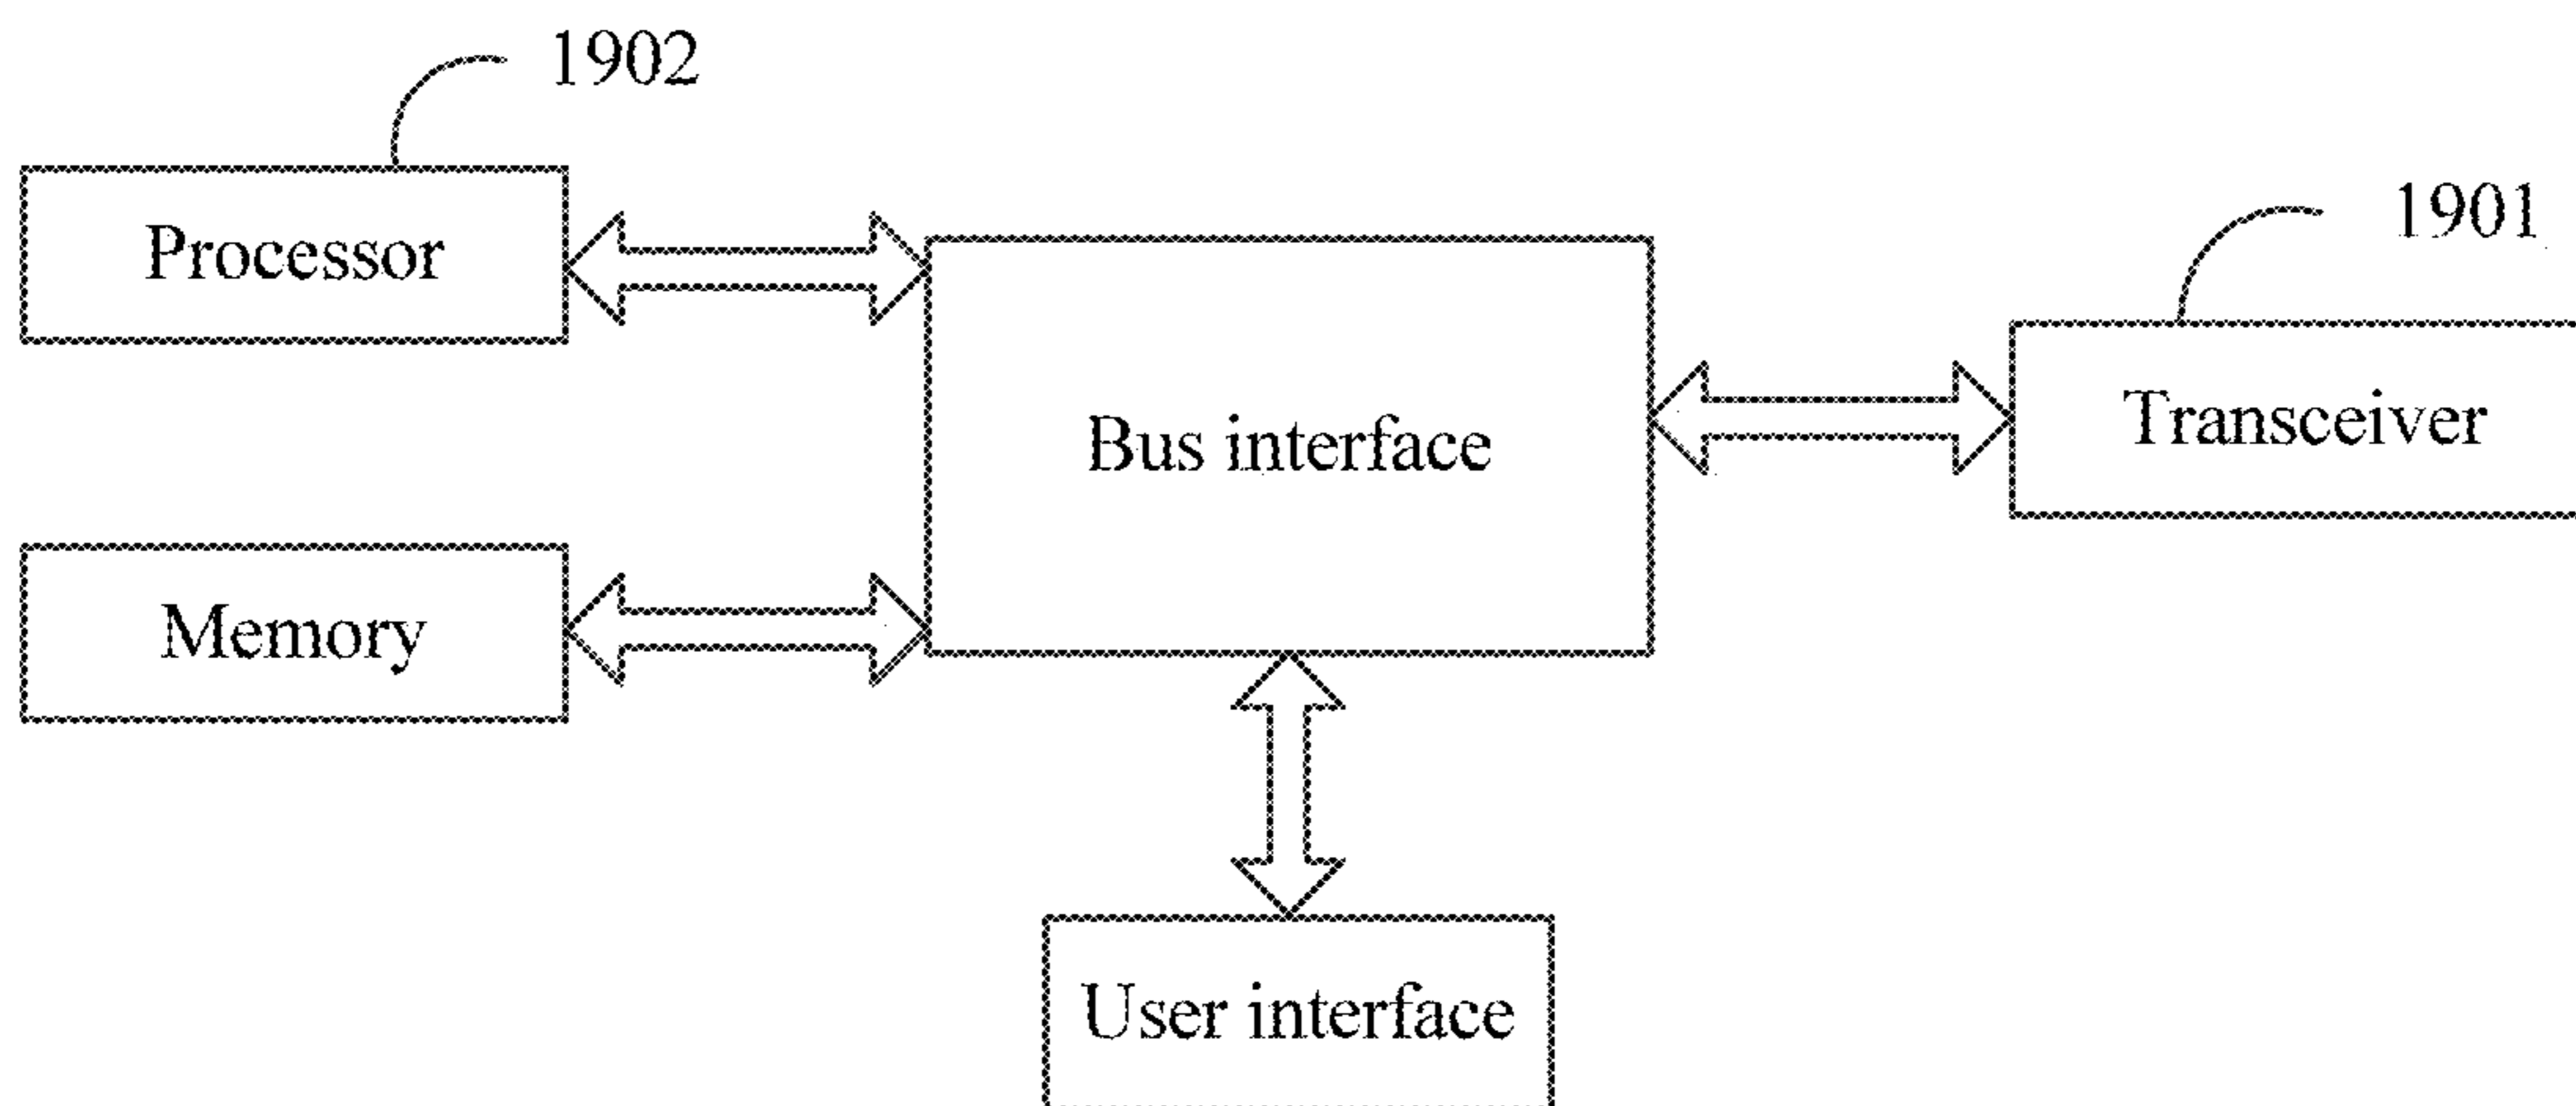 1902
1901
Processor
Transceiver
Bus interface
Memory
User interface